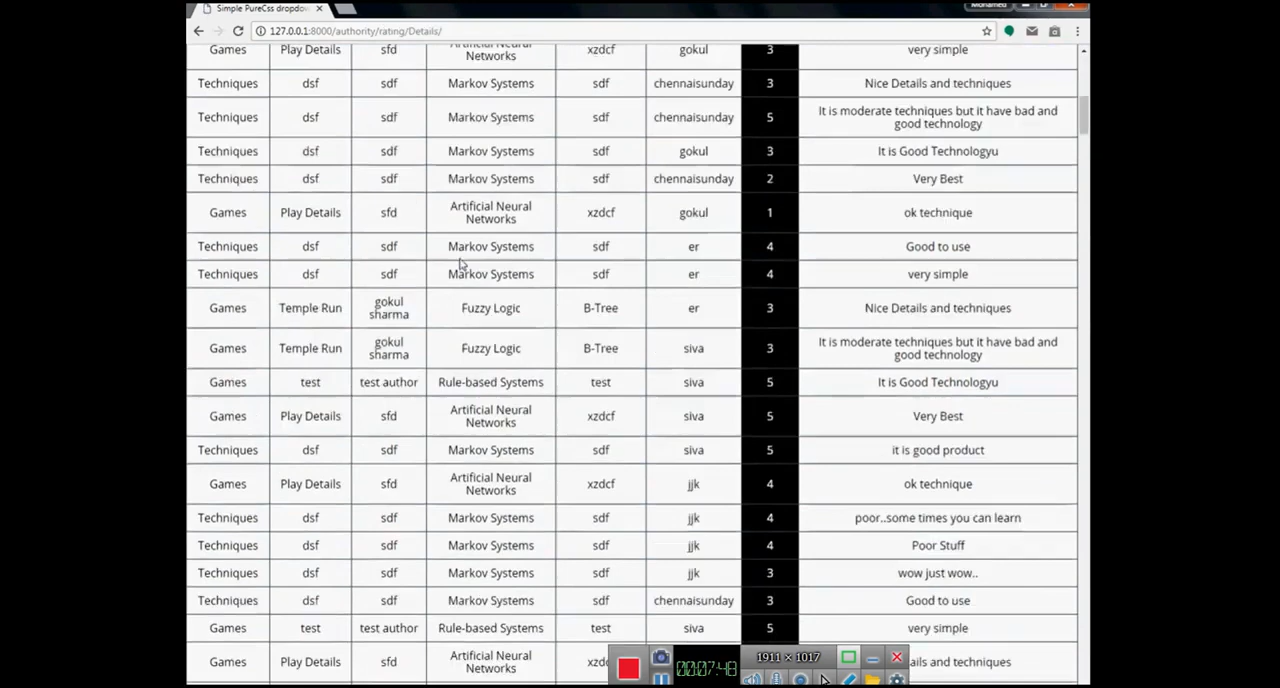 Simple PureCss dropdow
Mohamed
127.0.0.1:8000/authority/rating/Details/
Games Play Details sfd Artificial Neural Networks xzdcf gokul 3 very simple
Techniques dsf sdf Markov Systems sdf chennaisunday 3 Nice Details and techniques
Techniques dsf sdf Markov Systems sdf chennaisunday 5 It is moderate techniques but it have bad and
good technology
Techniques dsf sdf Markov Systems sdf gokul 3 It is Good Technologyu
Techniques dsf sdf Markov Systems sdf chennaisunday 2 Very Best
Games Play Details sfd Artificial Neural Networks xzdcf gokul 1 ok technique
Techniques dsf sdf Markov Systems sdf er 4 Good to use
Techniques dsf sdf Markov Systems sdf er 4 very simple
Games Temple Run gokul sharma Fuzzy Logic B-Tree er 3 Nice Details and techniques
Games Temple Run gokul sharma Fuzzy Logic B-Tree siva 3 It is moderate techniques but it have bad and
good technology
Games test test author Rule-based Systems test siva 5 It is Good Technologyu
Games Play Details sfd Artificial Neural Networks xzdcf siva 5 Very Best
Techniques dsf sdf Markov Systems sdf siva 5 it is good product
Games Play Details sfd Artificial Neural Networks xzdcf jjk 4 ok technique
Techniques dsf sdf Markov Systems sdf jjk 4 poor..some times you can learn
Techniques dsf sdf Markov Systems sdf jjk 4 Poor Stuff
Techniques dsf sdf Markov Systems sdf jjk 3 wow just wow..
Techniques dsf sdf Markov Systems sdf chennaisunday 3 Good to use
Games test test author Rule-based Systems test siva 5 very simple
Games Play Details sfd Artificial Neural Networks xzdc ails and techniques
00:07:48
1911 × 1017